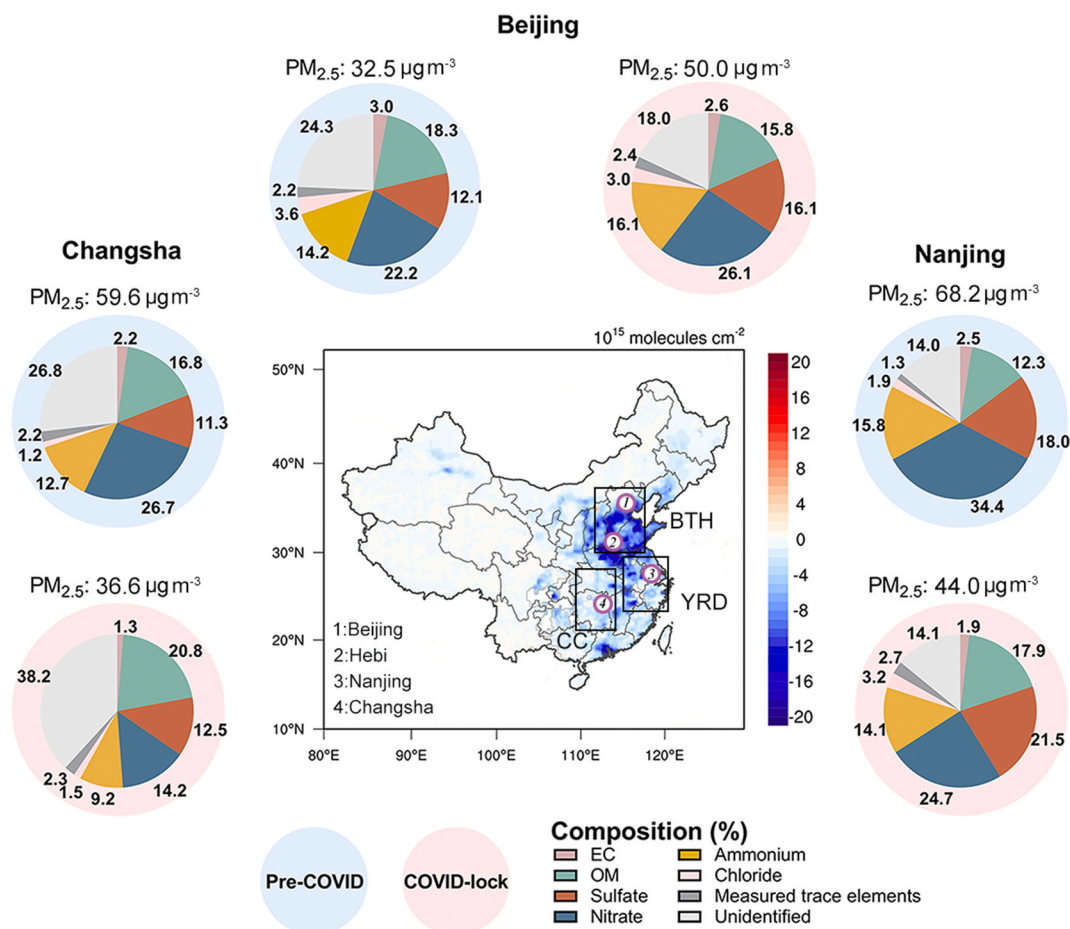 Beijing
PM2.5: 32.5 μg m-3
3.0
18.3
12.1
22.2
14.2
3.6
2.2
24.3
PM2.5: 50.0 μg m-3
2.6
15.8
16.1
26.1
16.1
3.0
2.4
18.0
Changsha
PM2.5: 59.6 μg m-3
2.2
16.8
11.3
26.7
12.7
1.2
2.2
26.8
PM2.5: 36.6 μg m-3
1.3
20.8
12.5
14.2
9.2
1.5
2.3
38.2
Nanjing
PM2.5: 68.2 μg m-3
2.5
12.3
18.0
34.4
15.8
1.9
1.3
14.0
PM2.5: 44.0 μg m-3
1.9
17.9
21.5
24.7
14.1
3.2
2.7
14.1
10^15 molecules cm-2
50°N
40°N
30°N
20°N
10°N
80°E
90°E
100°E
110°E
120°E
1
2
3
4
BTH
YRD
CC
1:Beijing
2:Hebi
3:Nanjing
4:Changsha
20
16
12
8
4
0
-4
-8
-12
-16
-20
Pre-COVID
COVID-lock
Composition (%)
EC
OM
Sulfate
Nitrate
Ammonium
Chloride
Measured trace elements
Unidentified